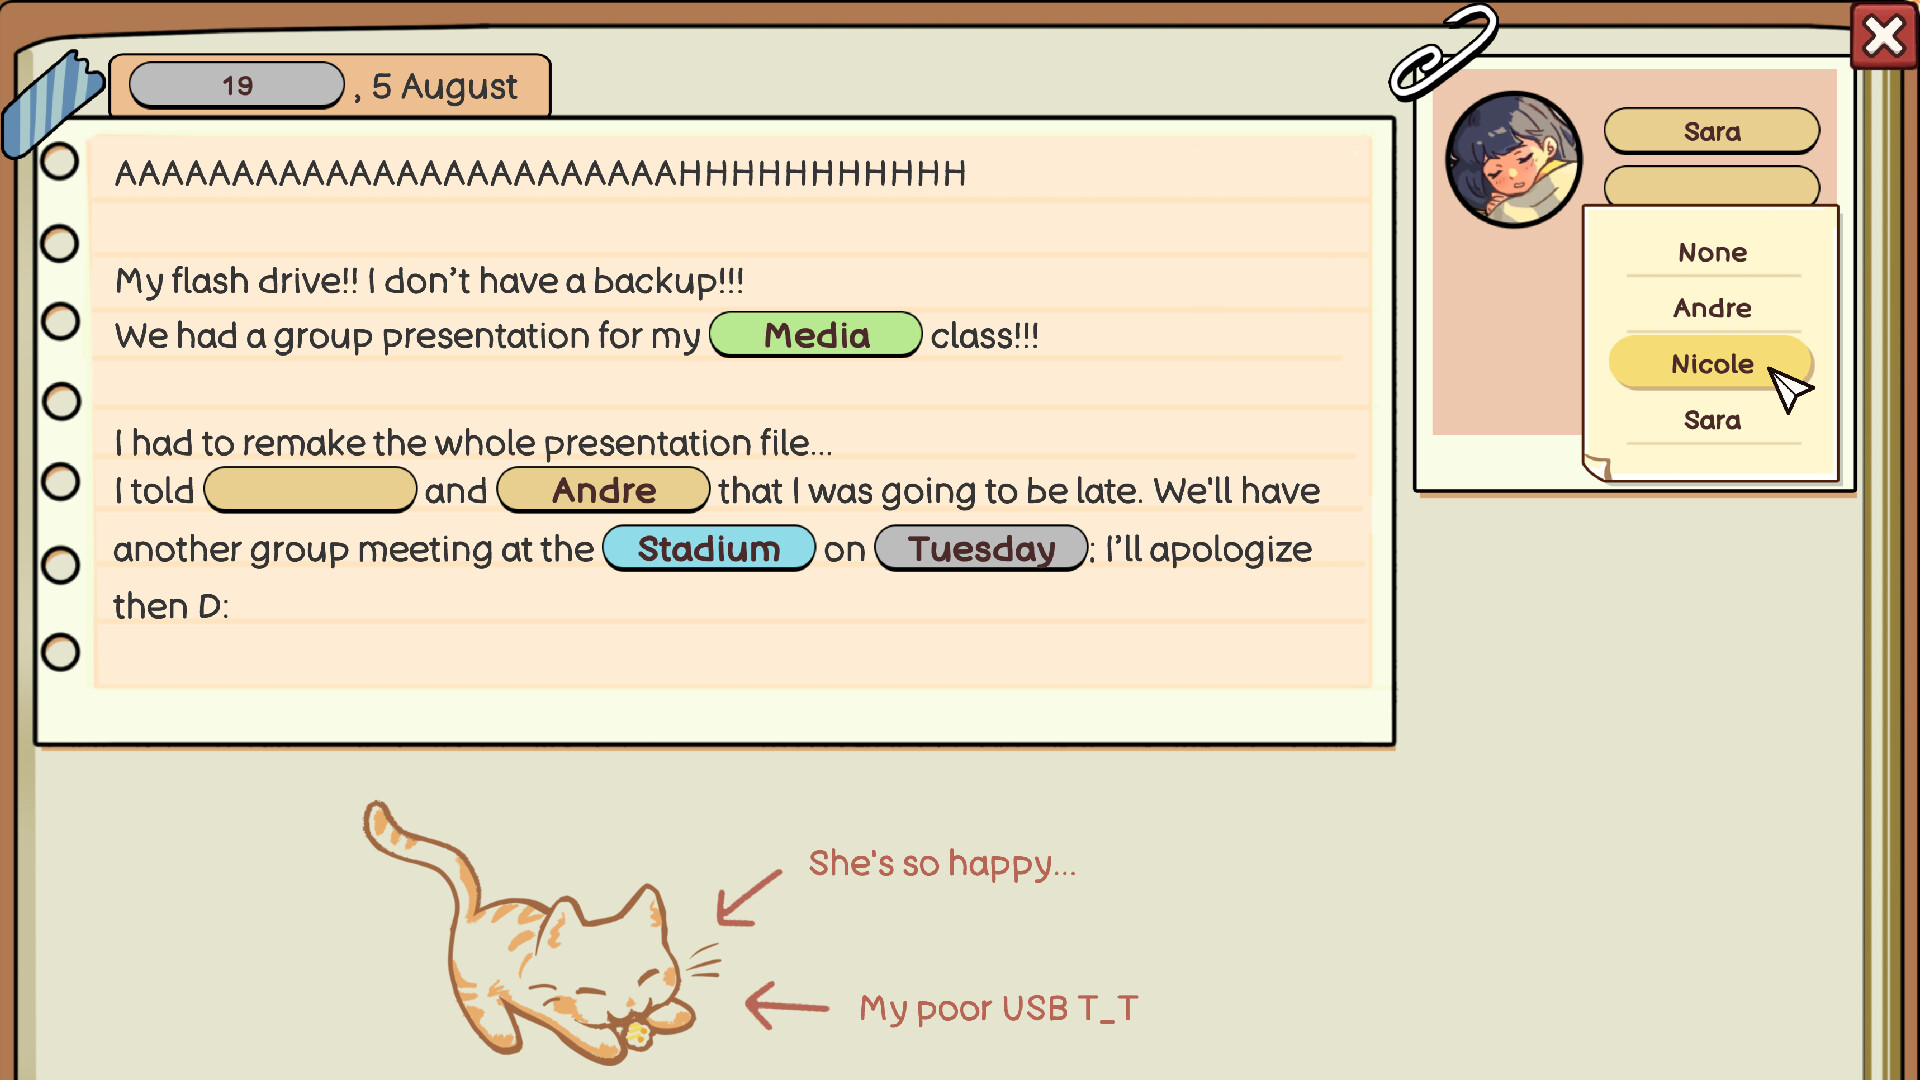 19 , 5 August
AAAAAAAAAAAAAAAAAAAAAAAAHHHHHHHHHHH
My flash drive!! I don’t have a backup!!!
We had a group presentation for my Media class!!!
I had to remake the whole presentation file...
I told and Andre that I was going to be late. We'll have
another group meeting at the Stadium on Tuesday; I’ll apologize
then D:
She's so happy...
My poor USB T_T
Sara
None
Andre
Nicole
Sara